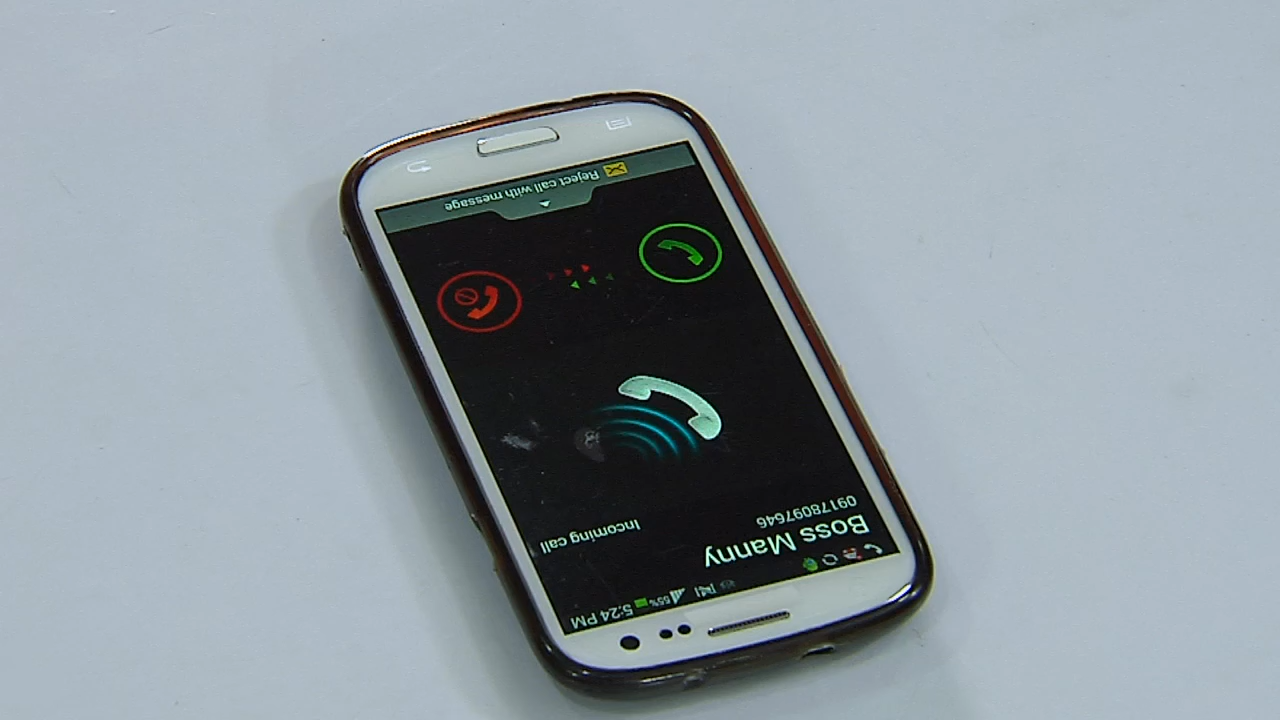 5:24 PM
55%
Boss Manny
09178097646
Incoming call
Reject call with message